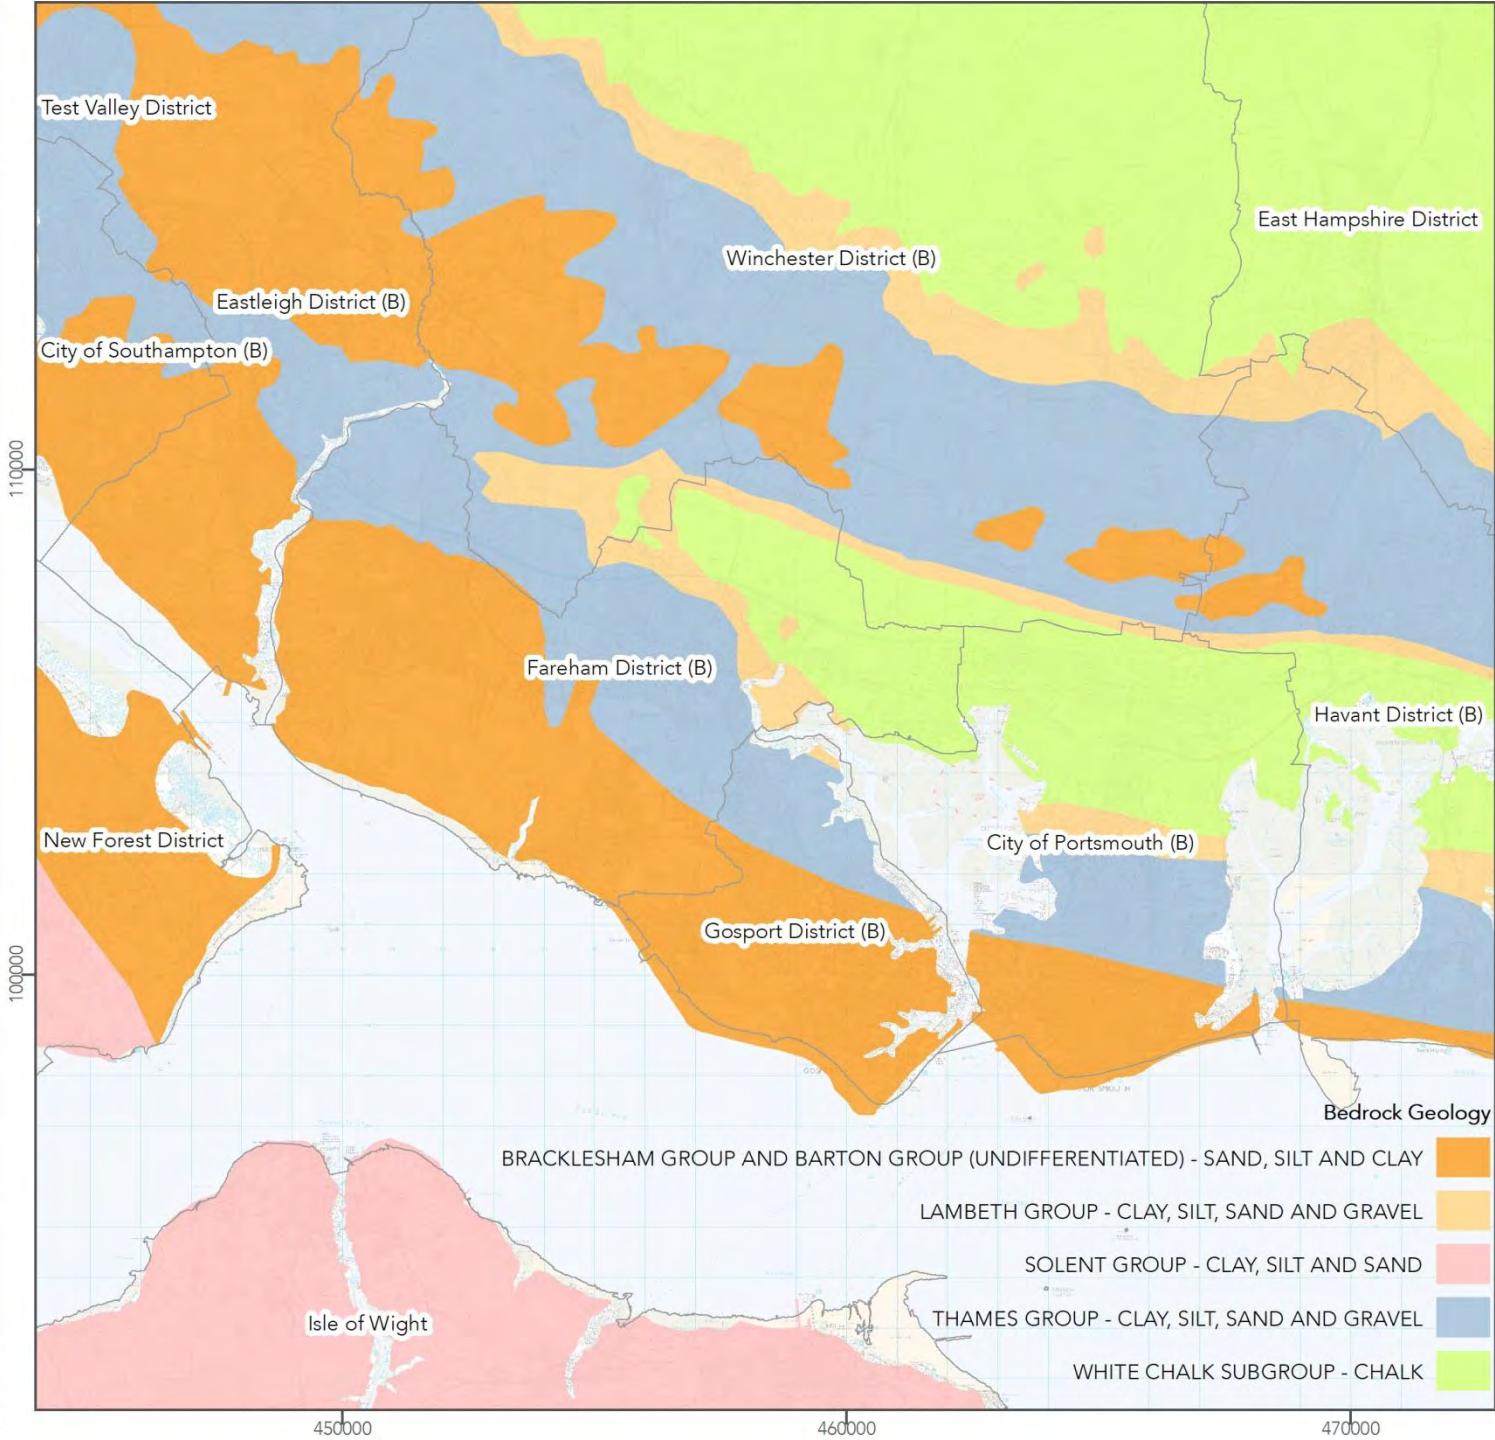 Test Valley District
East Hampshire District
Winchester District (B)
Eastleigh District (B)
City of Southampton (B)
110000
Fareham District (B)
Havant District (B)
New Forest District
City of Portsmouth (B)
Gosport District (B)
100000
Bedrock Geology
BRACKLESHAM GROUP AND BARTON GROUP (UNDIFFERENTIATED) - SAND, SILT AND CLAY
LAMBETH GROUP - CLAY, SILT, SAND AND GRAVEL
SOLENT GROUP - CLAY, SILT AND SAND
THAMES GROUP - CLAY, SILT, SAND AND GRAVEL
Isle of Wight
WHITE CHALK SUBGROUP - CHALK
450000
460000
470000